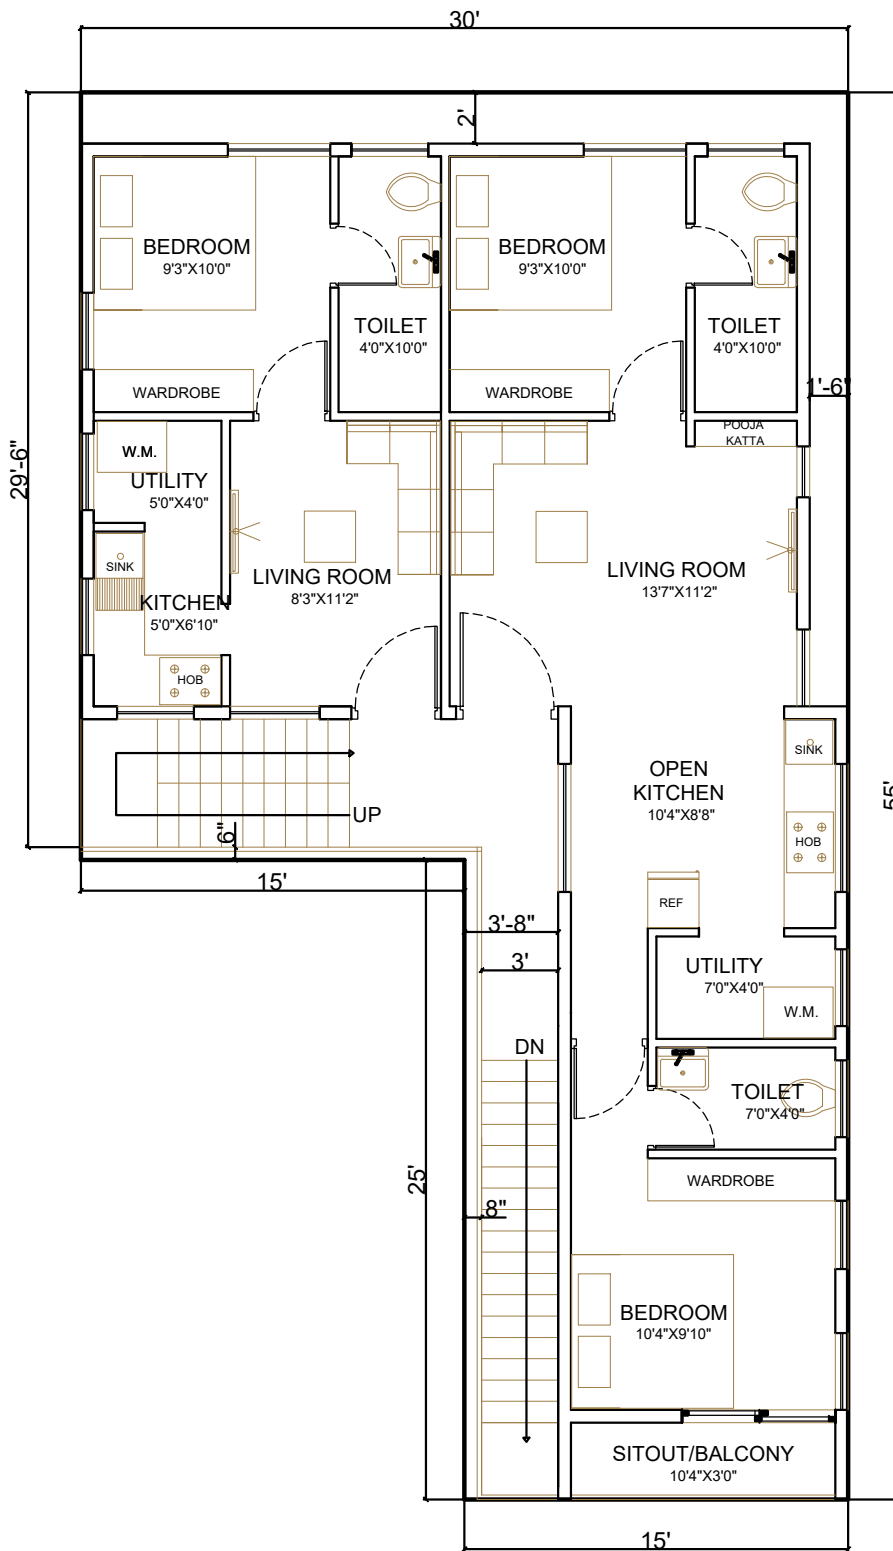 30'
2'
BEDROOM
9'3"X10'0"
BEDROOM
9'3"X10'0"
TOILET
4'0"X10'0"
TOILET
4'0"X10'0"
WARDROBE
WARDROBE
1'-6"
POOJA
KATTA
W.M.
UTILITY
5'0"X4'0"
29'-6"
SINK
LIVING ROOM
8'3"X11'2"
LIVING ROOM
13'7"X11'2"
KITCHEN
5'0"X6'10"
HOB
SINK
OPEN
KITCHEN
10'4"X8'8"
UP
55'
6"
HOB
15'
REF
3'-8"
3'
UTILITY
7'0"X4'0"
W.M.
DN
TOILET
7'0"X4'0"
25'
WARDROBE
8"
BEDROOM
10'4"X9'10"
SITOUT/BALCONY
10'4"X3'0"
15'